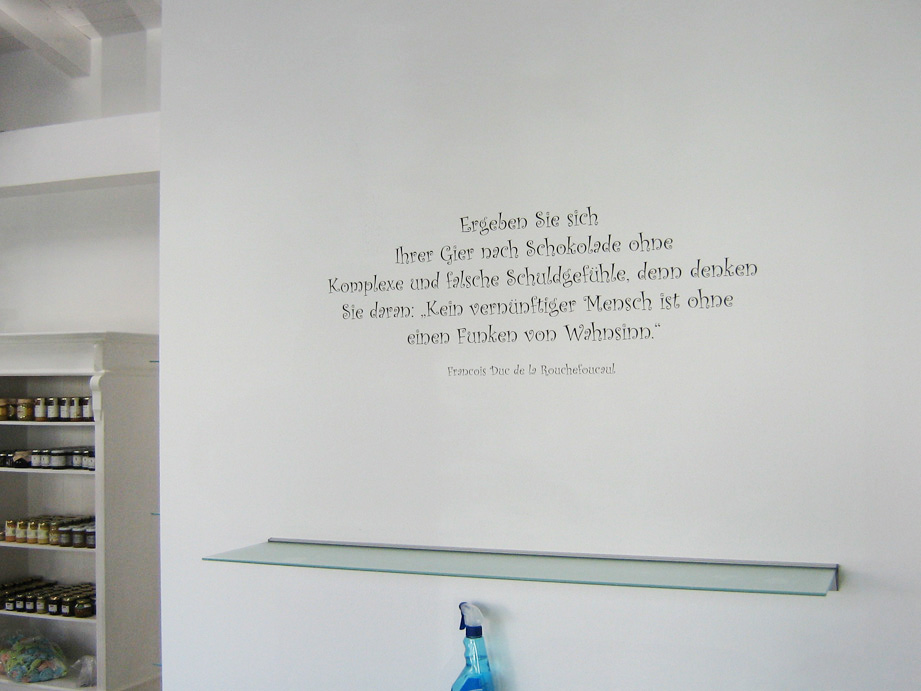 Ergeben Sie sich
Ihrer Gier nach Schokolade ohne
Komplexe und falsche Schuldgefühle, denn denken
Sie daran: „Kein vernünftiger Mensch ist ohne
einen Funken von Wahnsinn.“
Francois Duc de la Rouchefoucaul